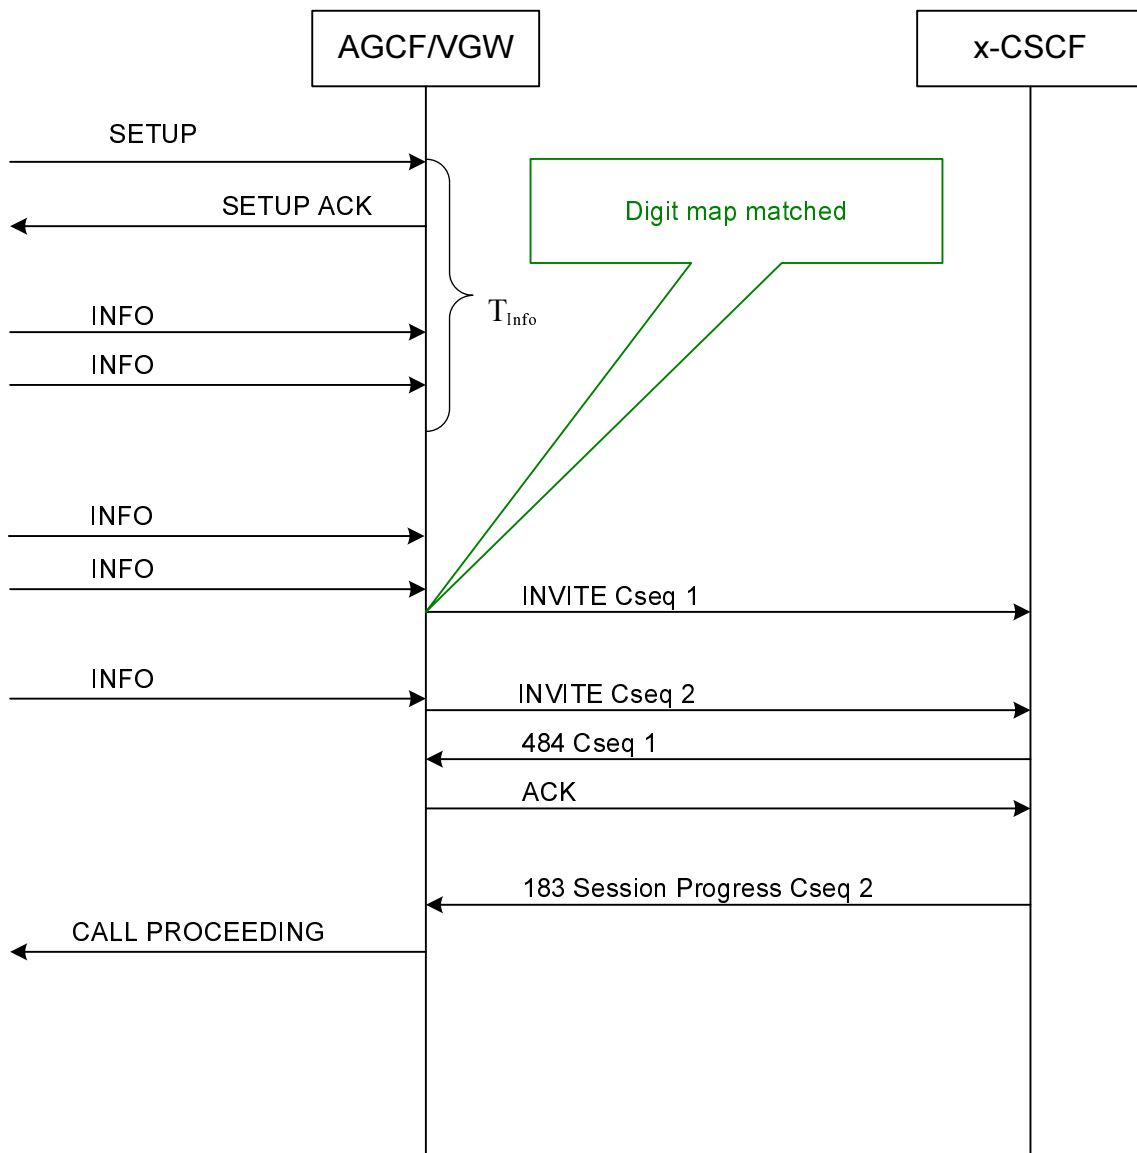 AGCF/VGW
x-CSCF
SETUP
SETUP ACK
Digit map matched
INFO
TInfo
INFO
INFO
INFO
INVITE Cseq 1
INFO
INVITE Cseq 2
484 Cseq 1
ACK
183 Session Progress Cseq 2
CALL PROCEEDING